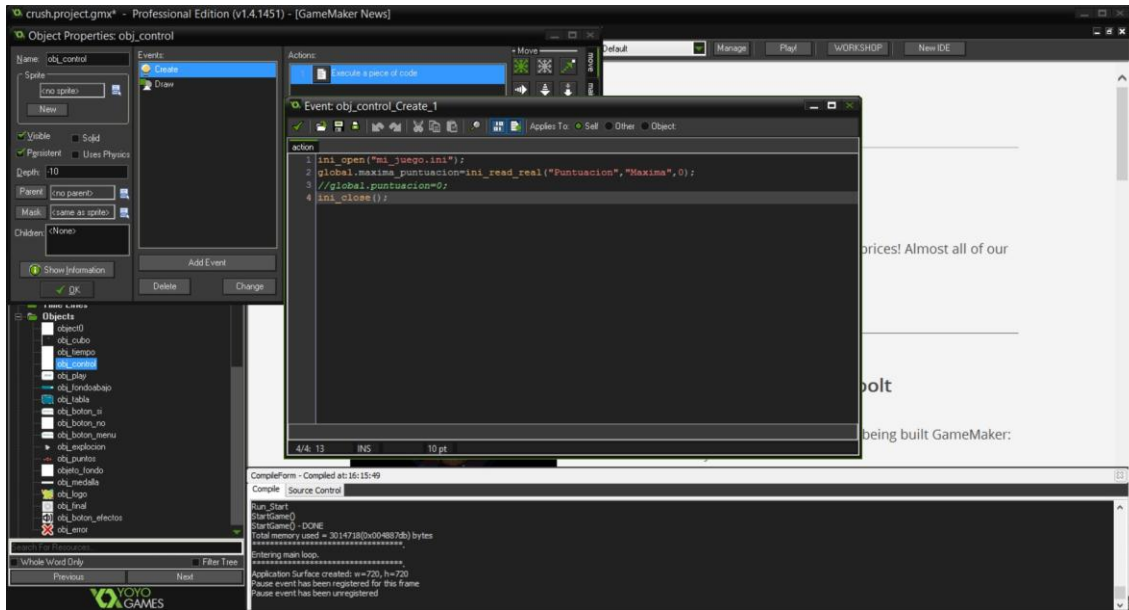 crush.project.gmx* - Professional Edition (v1.4.1451) - [GameMaker News]
Object Properties: obj_control
Name: obj_control
Sprite
<no sprite>
New
Visible
Solid
Persistent
Uses Physics
Depth: -10
Parent <no parent>
Mask <same as sprite>
Children: <None>
Show Information
OK
Events:
Create
Draw
Add Event
Delete
Change
Actions:
Execute a piece of code
Move
move
Default
Manage
Play!
WORKSHOP
New IDE
Event: obj_control_Create_1
Applies To: Self Other Object:
action
1 ini_open("mi_juego.ini");
2 global.maxima_puntuacion=ini_read_real("Puntuacion","Maxima",0);
3 //global.puntuacion=0;
4 ini_close();
4/4: 13 INS 10 pt
prices! Almost all of our
bolt
being built GameMaker:
Time Lines
Objects
object0
obj_cubo
obj_tiempo
obj_control
obj_play
obj_fondoabajo
obj_tabla
obj_boton_si
obj_boton_no
obj_boton_menu
obj_explocion
obj_puntos
objeto_fondo
obj_medalla
obj_logo
obj_final
obj_boton_efectos
obj_error
Search For Resources...
Whole Word Only
Filter Tree
Previous
Next
YOYO
GAMES
CompileForm - Compiled at: 16:15:49
Compile
Source Control
Run_Start
StartGame()
StartGame() - DONE
Total memory used = 3014718(0x004887db) bytes
Entering main loop.
Application Surface created: w=720, h=720
Pause event has been registered for this frame
Pause event has been unregistered